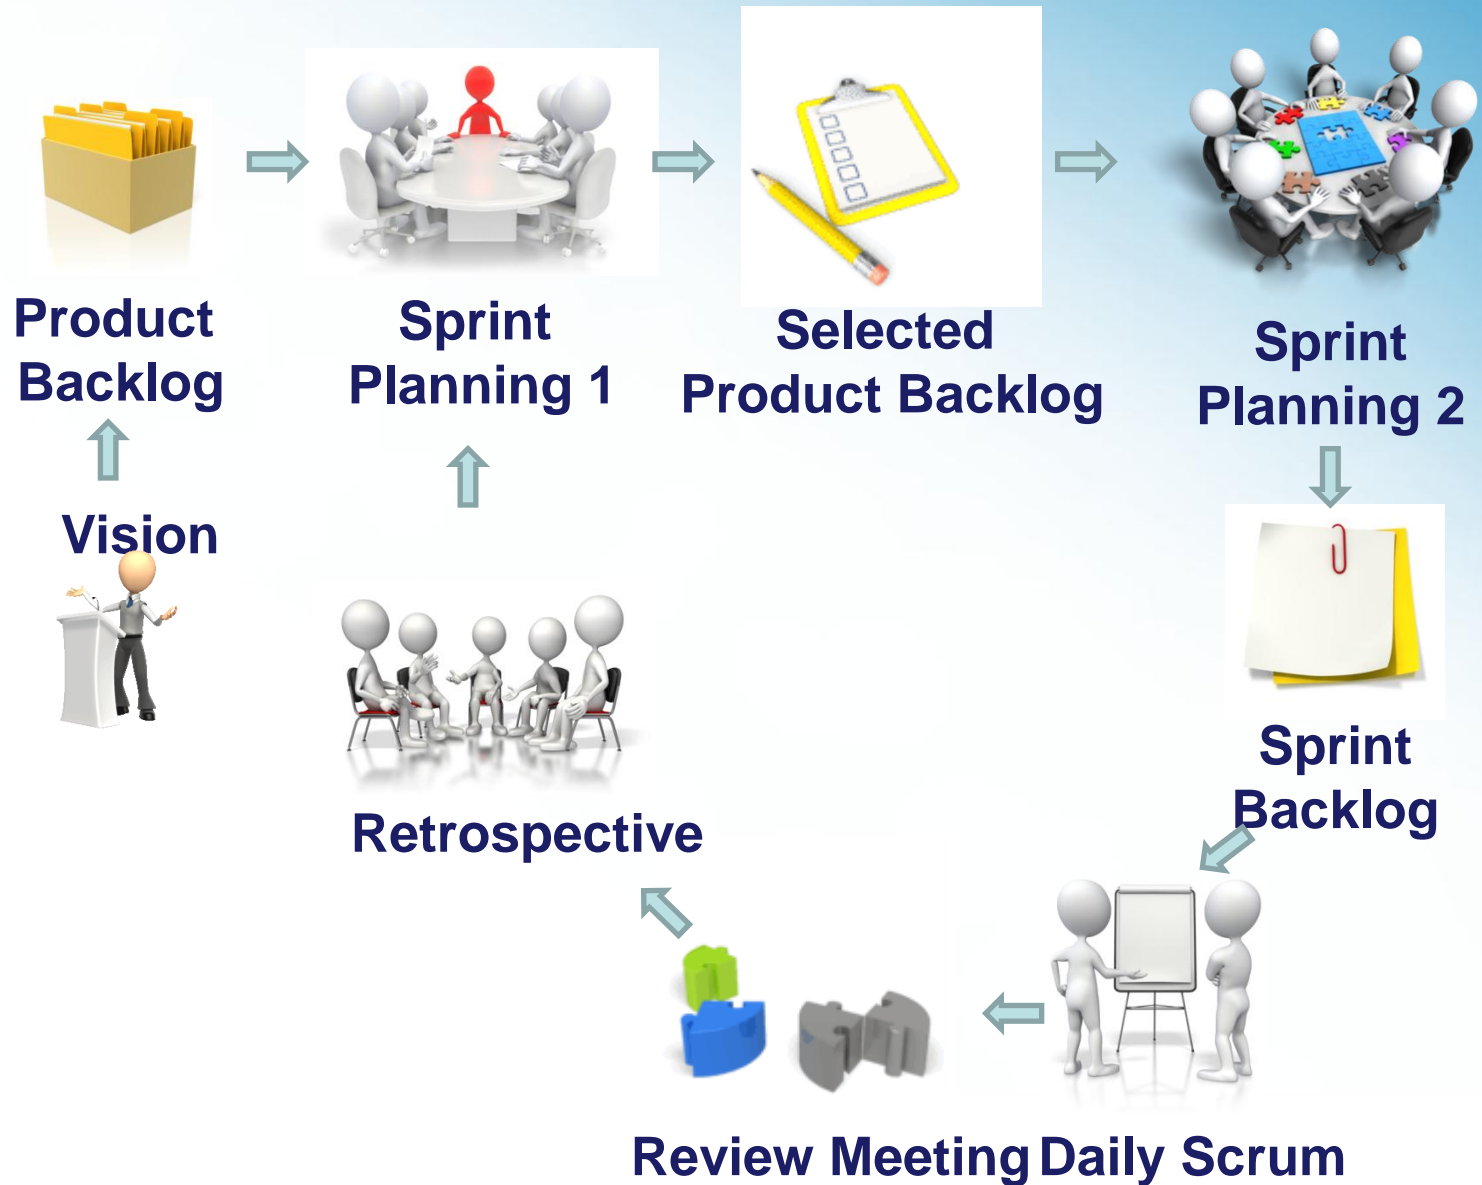 Product
Backlog
Sprint
Planning 1
Selected
Product Backlog
Sprint
Planning 2
Vision
Sprint
Backlog
Retrospective
Review Meeting
Daily Scrum